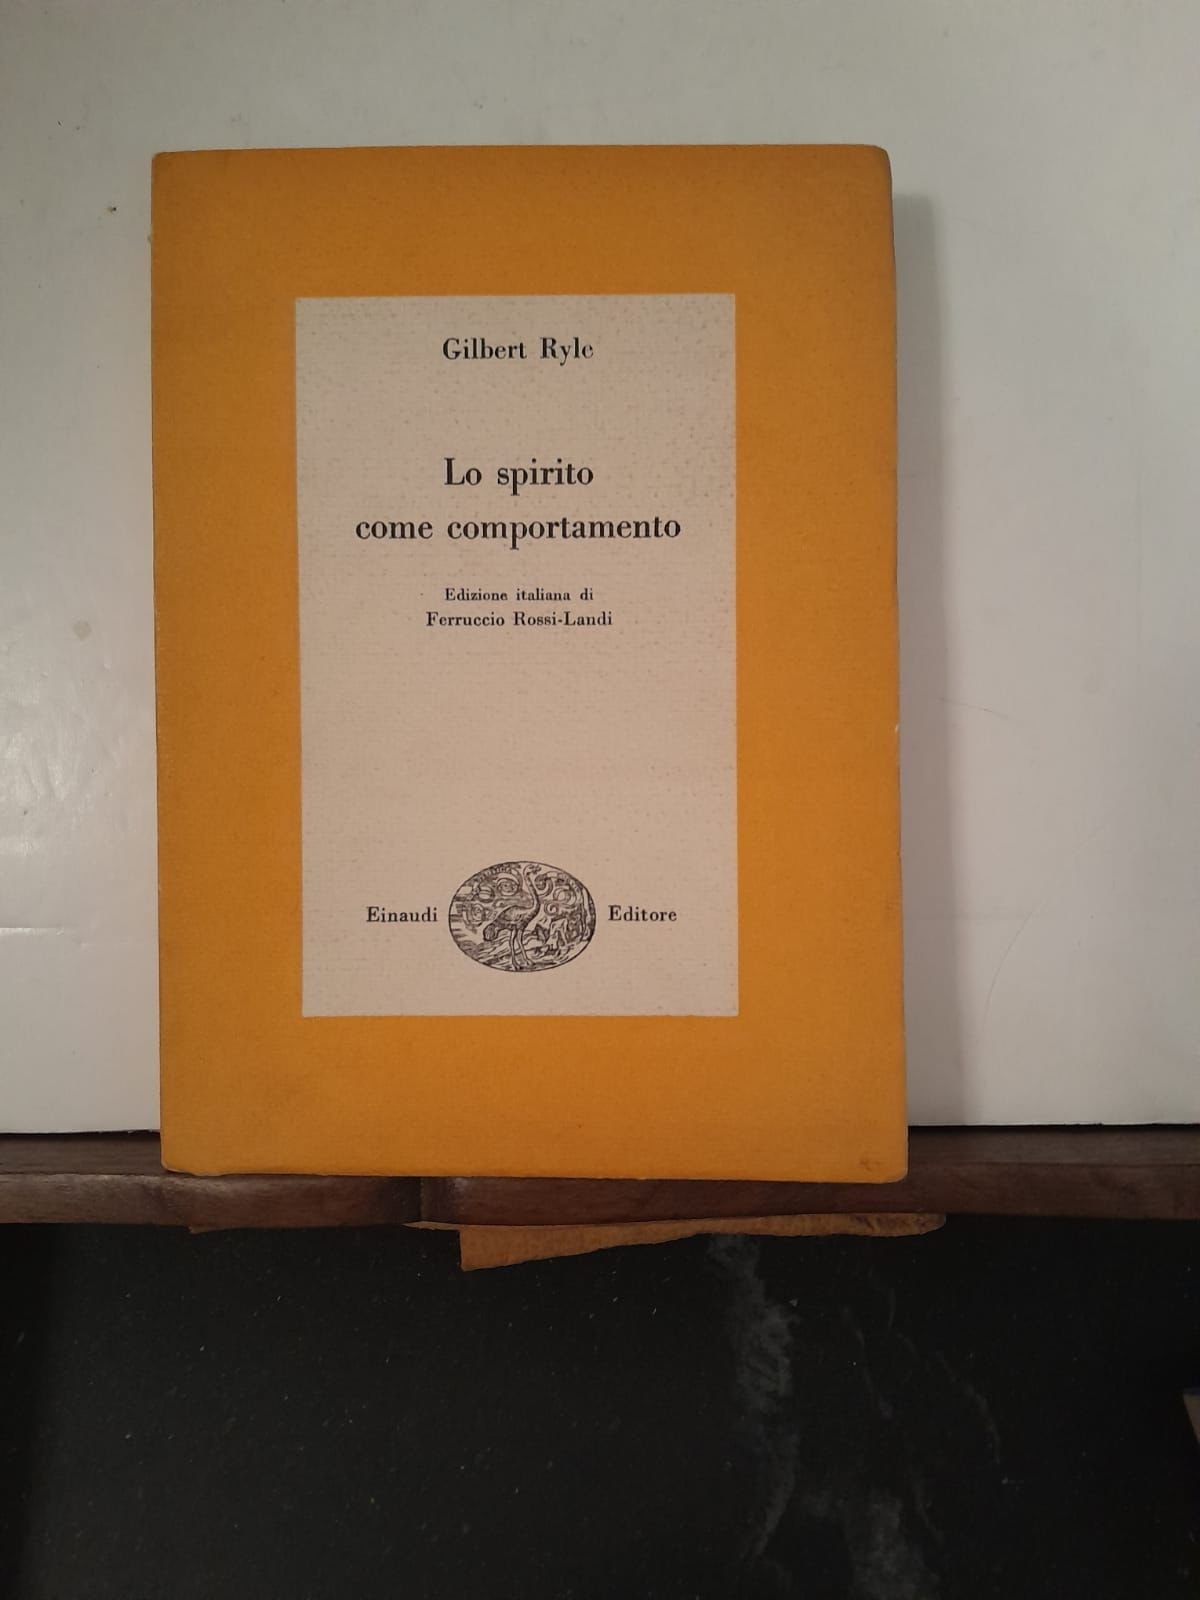 Gilbert Ryle
Lo spirito
come comportamento
Edizione italiana di
Ferruccio Rossi-Landi
Einaudi Editore